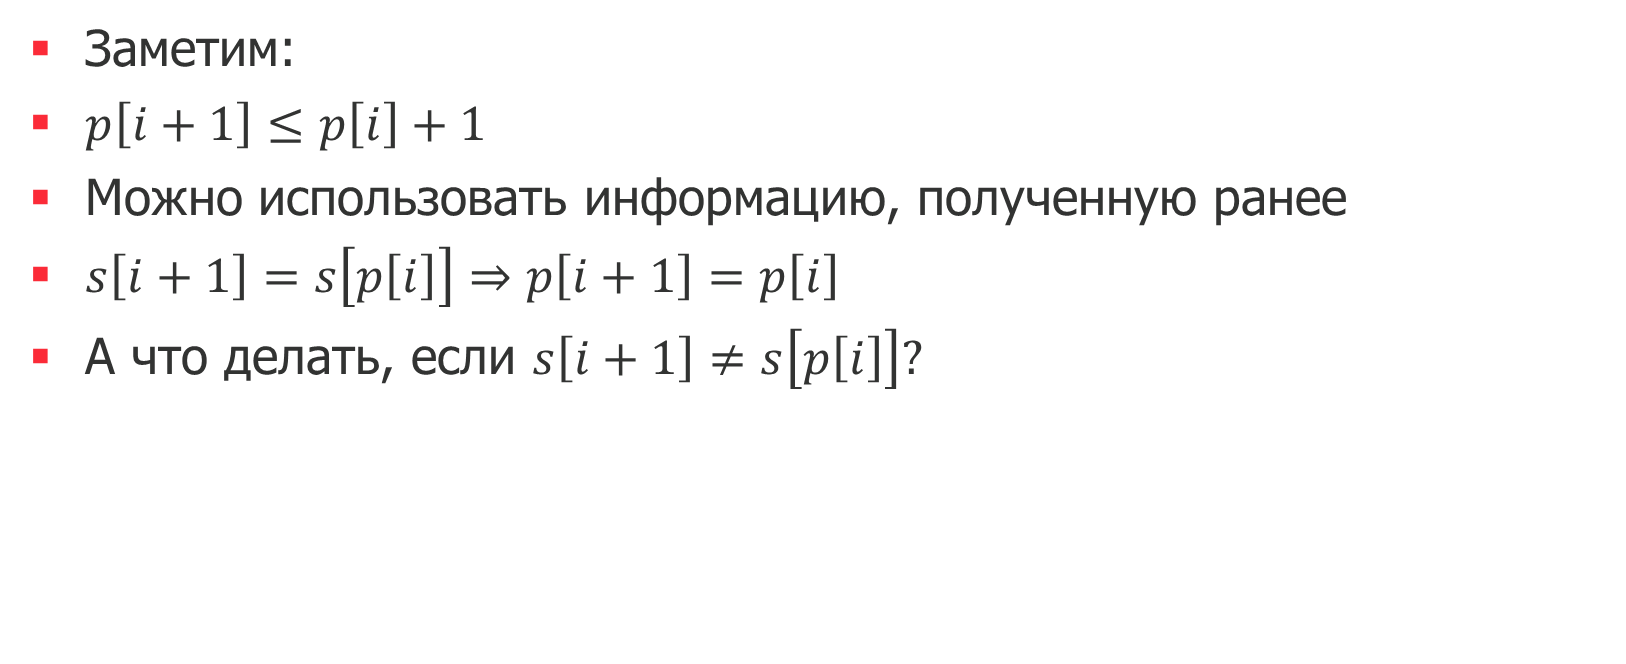 ▪ Заметим:
▪ p[i + 1] ≤ p[i] + 1
▪ Можно использовать информацию, полученную ранее
▪ s[i + 1] = s[p[i]] ⇒ p[i + 1] = p[i]
▪ А что делать, если s[i + 1] ≠ s[p[i]]?